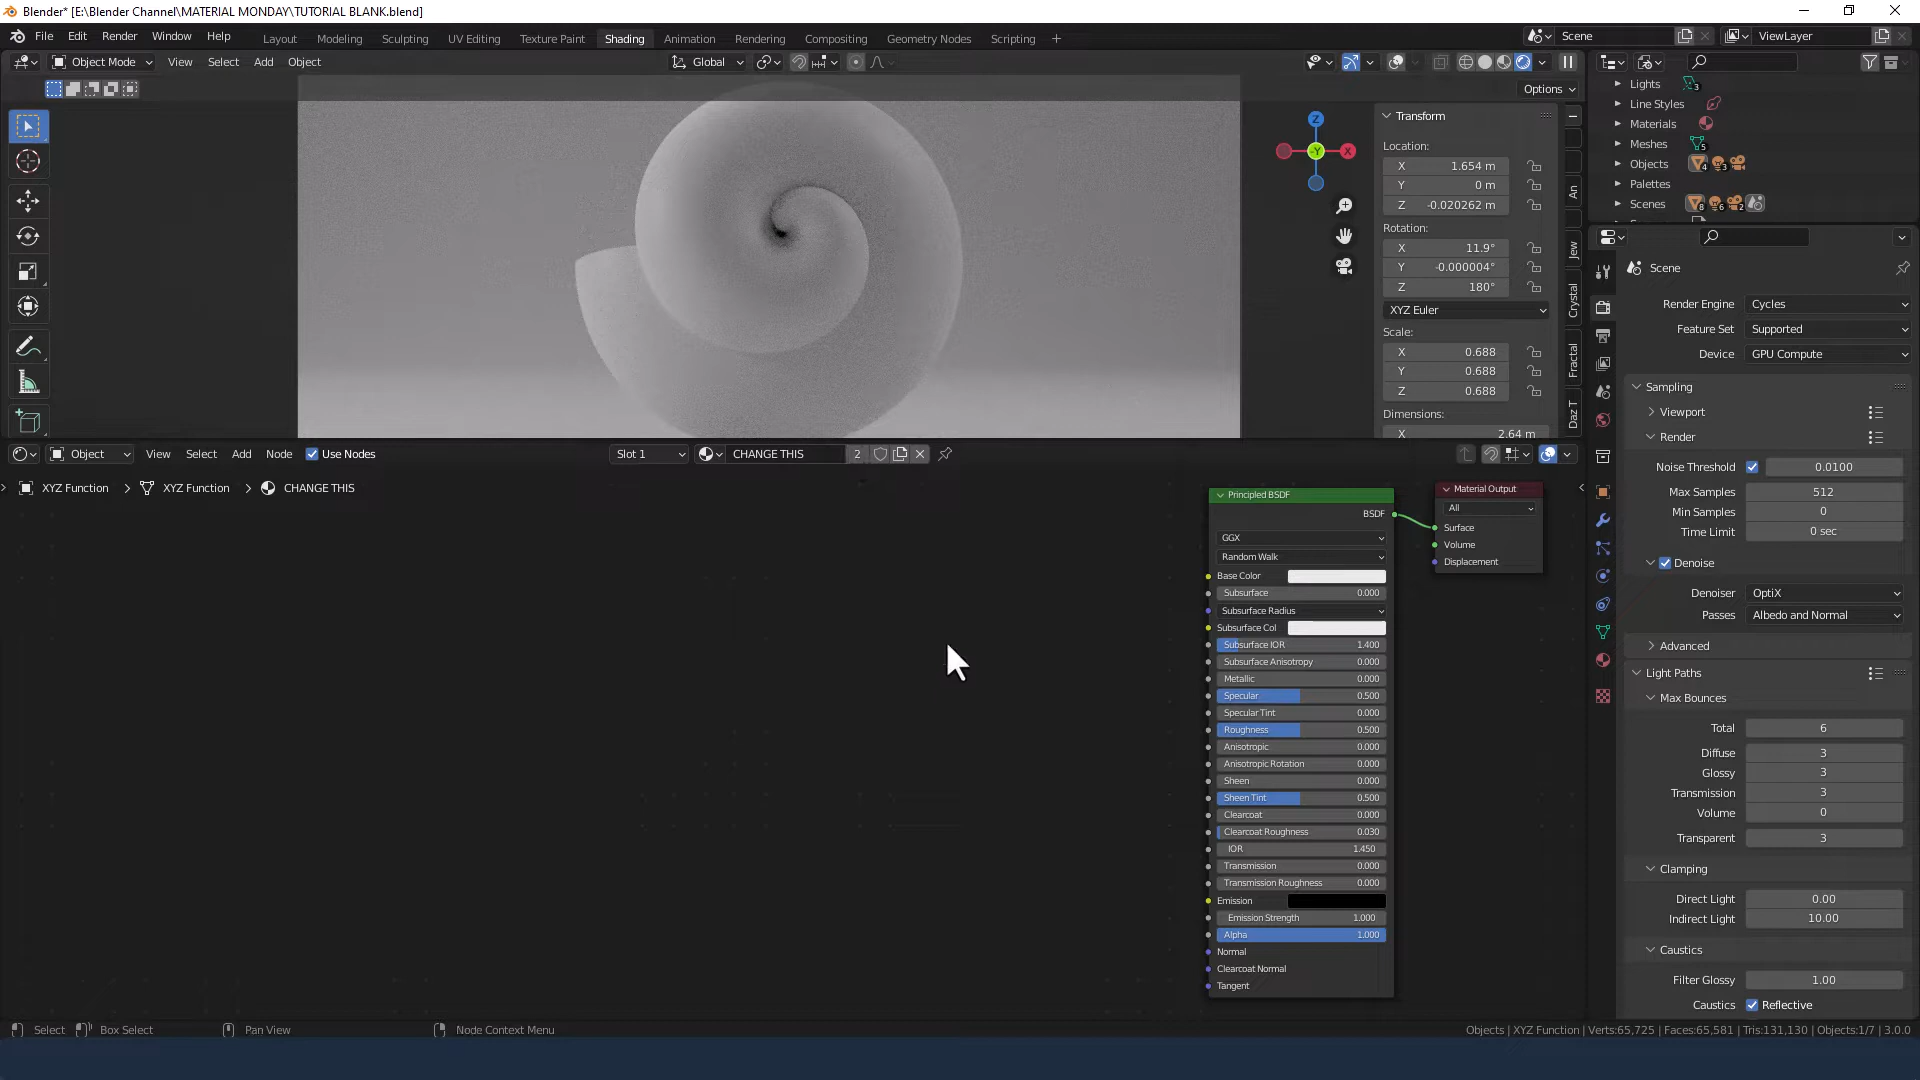 Blender* [E:\Blender Channel\MATERIAL MONDAY\TUTORIAL BLANK.blend]
File Edit Render Window Help
Layout Modeling Sculpting UV Editing Texture Paint Shading Animation Rendering Compositing Geometry Nodes Scripting +
Scene
ViewLayer
Object Mode View Select Add Object
Global
Options
Transform
Location:
X 1.654 m
Y 0 m
Z -0.020262 m
Rotation:
X 11.9°
Y -0.000004°
Z 180°
XYZ Euler
Scale:
X 0.688
Y 0.688
Z 0.688
Dimensions:
X 2.64 m
Z
-Y
X
An
Jew
Crystal
Fractal
Daz T
Lights 3
Line Styles
Materials
Meshes 5
Objects 4 3
Palettes
Scenes 8 6 2
Scene
Render Engine Cycles
Feature Set Supported
Device GPU Compute
Sampling
Viewport
Render
Noise Threshold 0.0100
Max Samples 512
Min Samples 0
Time Limit 0 sec
Denoise
Denoiser OptiX
Passes Albedo and Normal
Advanced
Light Paths
Max Bounces
Total 6
Diffuse 3
Glossy 3
Transmission 3
Volume 0
Transparent 3
Clamping
Direct Light 0.00
Indirect Light 10.00
Caustics
Filter Glossy 1.00
Caustics Reflective
Object View Select Add Node Use Nodes
Slot 1
CHANGE THIS 2
XYZ Function > XYZ Function > CHANGE THIS
Principled BSDF
BSDF
GGX
Random Walk
Base Color
Subsurface 0.000
Subsurface Radius
Subsurface Col
Subsurface IOR 1.400
Subsurface Anisotropy 0.000
Metallic 0.000
Specular 0.500
Specular Tint 0.000
Roughness 0.500
Anisotropic 0.000
Anisotropic Rotation 0.000
Sheen 0.000
Sheen Tint 0.500
Clearcoat 0.000
Clearcoat Roughness 0.030
IOR 1.450
Transmission 0.000
Transmission Roughness 0.000
Emission
Emission Strength 1.000
Alpha 1.000
Normal
Clearcoat Normal
Tangent
Material Output
All
Surface
Volume
Displacement
Select Box Select Pan View Node Context Menu
Objects | XYZ Function | Verts:65,725 | Faces:65,581 | Tris:131,130 | Objects:1/7 | 3.0.0